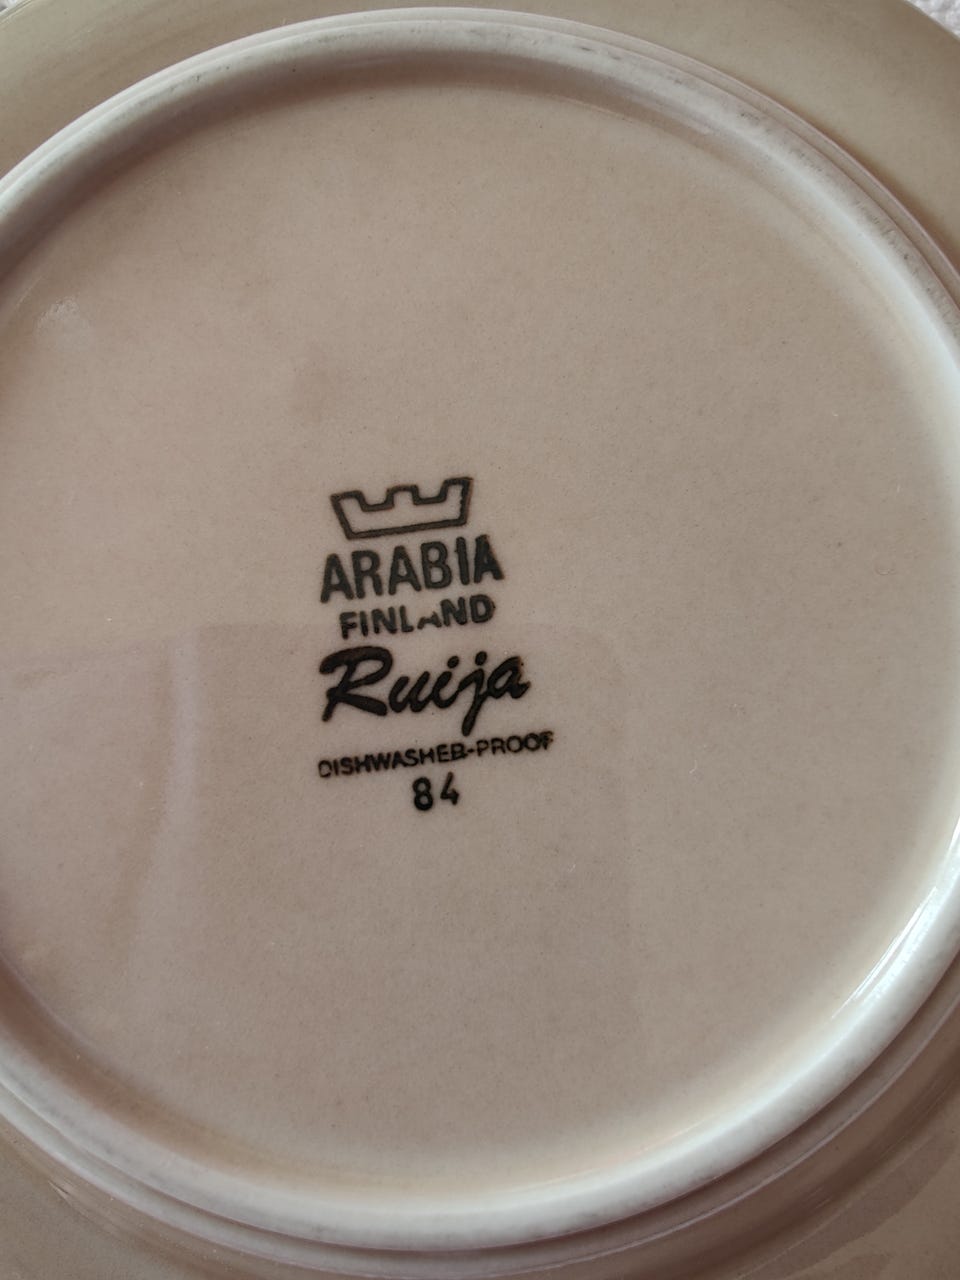 ARABIA
FINLAND
Ruija
DISHWASHER-PROOF
84